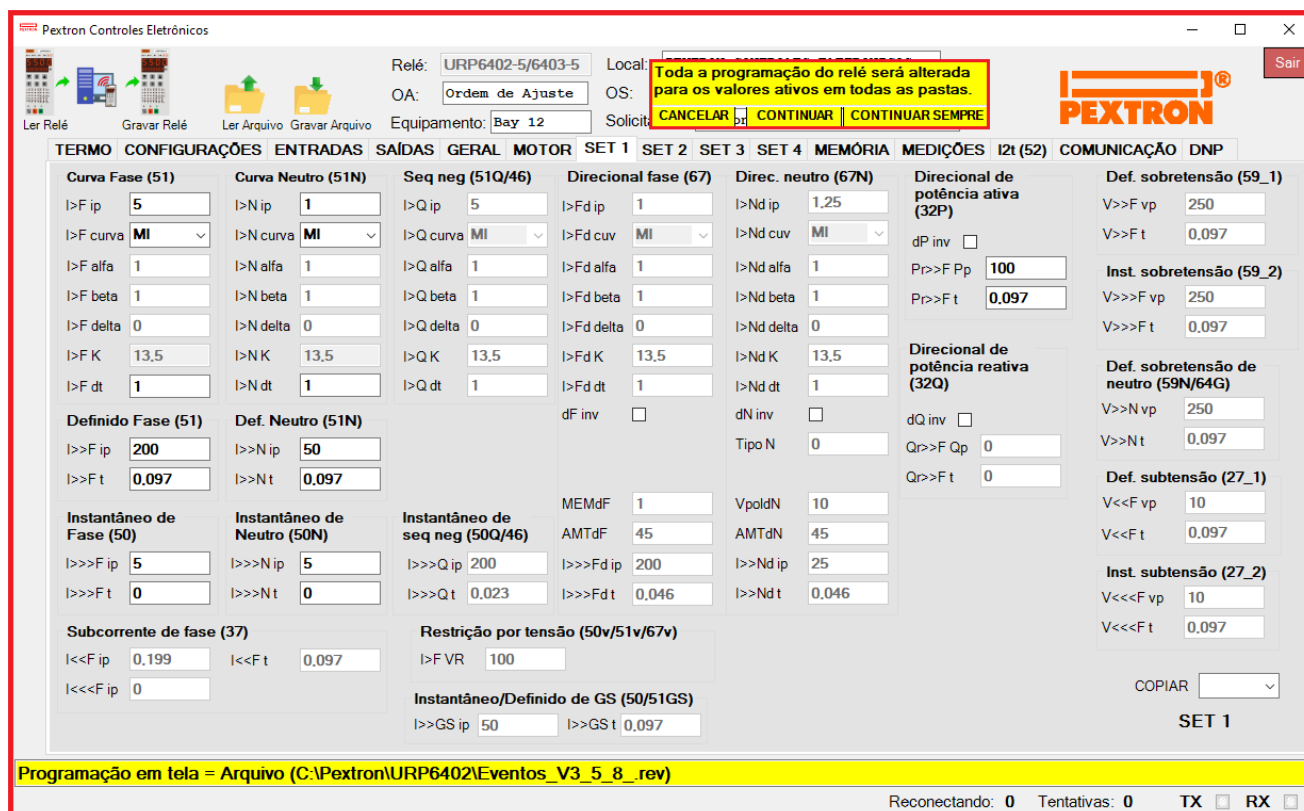 Pextron Controles Eletrônicos
Ler Relé
Gravar Relé
Ler Arquivo
Gravar Arquivo
Relé: URP6402-5/6403-5
Local:
OA: Ordem de Ajuste
OS:
Equipamento: Bay 12
Toda a programação do relé será alterada
para os valores ativos em todas as pastas.
CANCELAR CONTINUAR CONTINUAR SEMPRE
PEXTRON ®
Sair
TERMO CONFIGURAÇÕES ENTRADAS SAÍDAS GERAL MOTOR SET 1 SET 2 SET 3 SET 4 MEMÓRIA MEDIÇÕES I2t (52) COMUNICAÇÃO DNP
Curva Fase (51)
I>F ip 5
I>F curva MI
I>F alfa 1
I>F beta 1
I>F delta 0
I>F K 13,5
I>F dt 1
Definido Fase (51)
I>>F ip 200
I>>F t 0,097
Instantâneo de
Fase (50)
I>>>F ip 5
I>>>F t 0
Curva Neutro (51N)
I>N ip 1
I>N curva MI
I>N alfa 1
I>N beta 1
I>N delta 0
I>N K 13,5
I>N dt 1
Def. Neutro (51N)
I>>N ip 50
I>>N t 0,097
Instantâneo de
Neutro (50N)
I>>>N ip 5
I>>>N t 0
Subcorrente de fase (37)
I<<F ip 0,199
I<<F t 0,097
I<<<F ip 0
Seq neg (51Q/46)
I>Q ip 5
I>Q curva MI
I>Q alfa 1
I>Q beta 1
I>Q delta 0
I>Q K 13,5
I>Q dt 1
Instantâneo de
seq neg (50Q/46)
I>>>Q ip 200
I>>>Q t 0,023
Direcional fase (67)
I>Fd ip 1
I>Fd cuv MI
I>Fd alfa 1
I>Fd beta 1
I>Fd delta 0
I>Fd K 13,5
I>Fd dt 1
dF inv
MEMdF 1
AMTdF 45
I>>>Fd ip 200
I>>>Fd t 0,046
Restrição por tensão (50v/51v/67v)
I>F VR 100
Instantâneo/Definido de GS (50/51GS)
I>>GS ip 50
I>>GS t 0,097
Direc. neutro (67N)
I>Nd ip 1,25
I>Nd cuv MI
I>Nd alfa 1
I>Nd beta 1
I>Nd delta 0
I>Nd K 13,5
I>Nd dt 1
dN inv
Tipo N 0
VpoldN 10
AMTdN 45
I>>Nd ip 25
I>>Nd t 0,046
Direcional de
potência ativa
(32P)
dP inv
Pr>>F Pp 100
Pr>>F t 0,097
Direcional de
potência reativa
(32Q)
dQ inv
Qr>>F Qp 0
Qr>>F t 0
Def. sobretensão (59_1)
V>>F vp 250
V>>F t 0,097
Inst. sobretensão (59_2)
V>>>F vp 250
V>>>F t 0,097
Def. sobretensão de
neutro (59N/64G)
V>>N vp 250
V>>N t 0,097
Def. subtensão (27_1)
V<<F vp 10
V<<F t 0,097
Inst. subtensão (27_2)
V<<<F vp 10
V<<<F t 0,097
COPIAR
SET 1
Programação em tela = Arquivo (C:\Pextron\URP6402\Eventos_V3_5_8_.rev)
Reconectando: 0 Tentativas: 0 TX RX